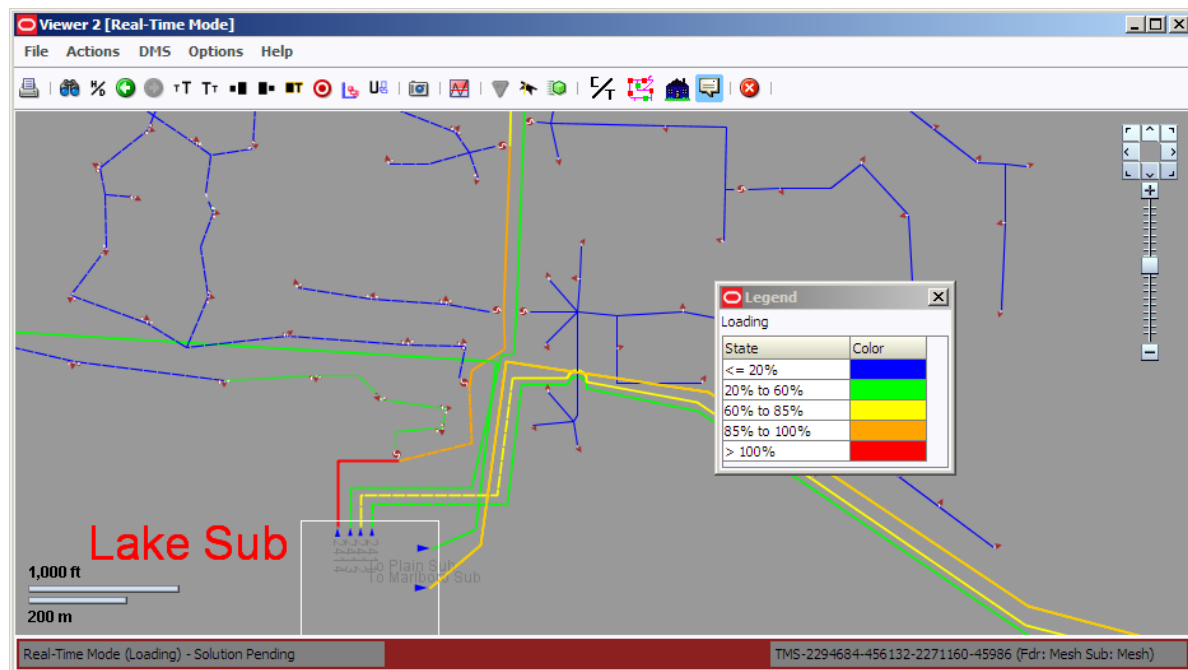 Viewer 2 [Real-Time Mode]
File Actions DMS Options Help
Legend
Loading
State Color
<= 20%
20% to 60%
60% to 85%
85% to 100%
> 100%
Lake Sub
To Plain Sub
To Marlboro Sub
1,000 ft
200 m
Real-Time Mode (Loading) - Solution Pending
TMS-2294684-456132-2271160-45986 (Fdr: Mesh Sub: Mesh)